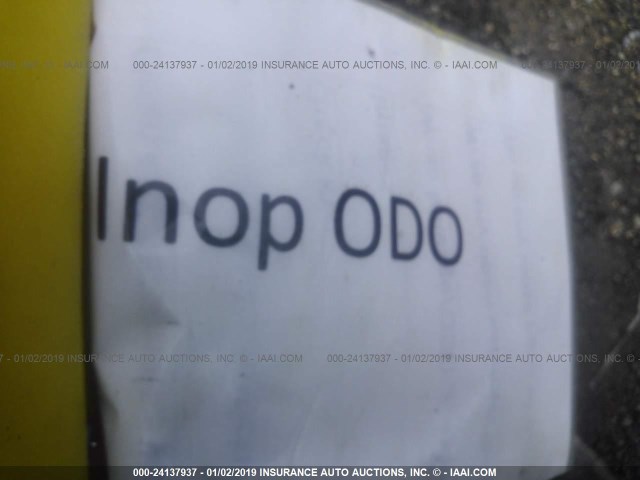 000-24137937 - 01/02/2019 INSURANCE AUTO AUCTIONS, INC. © - IAAI.COM
Inop ODO
000-24137937 - 01/02/2019 INSURANCE AUTO AUCTIONS, INC. © - IAAI.COM
000-24137937 - 01/02/2019 INSURANCE AUTO AUCTIONS, INC. © - IAAI.COM